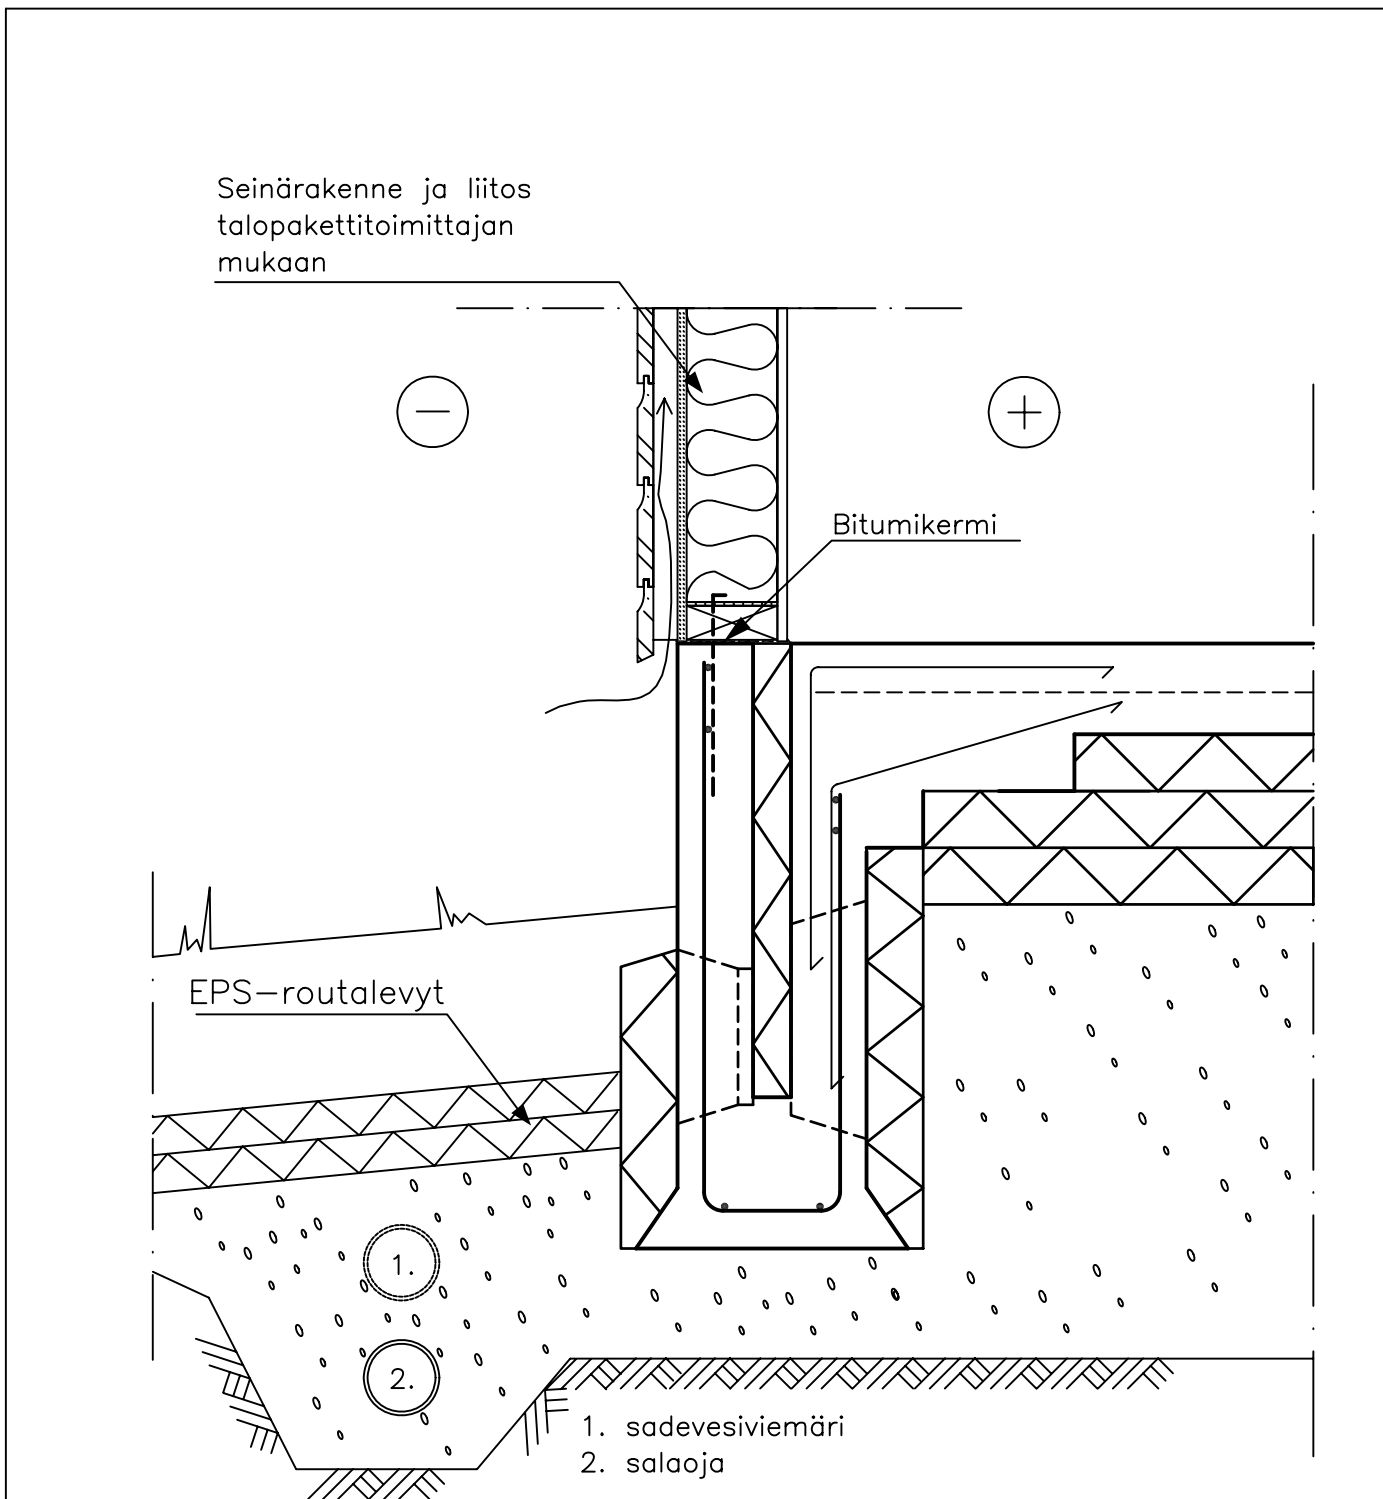 Seinärakenne ja liitos
talopakettitoimittajan
mukaan
−
+
Bitumikermi
EPS–routalevyt
1.
2.
1. sadevesiviemäri
2. salaoja